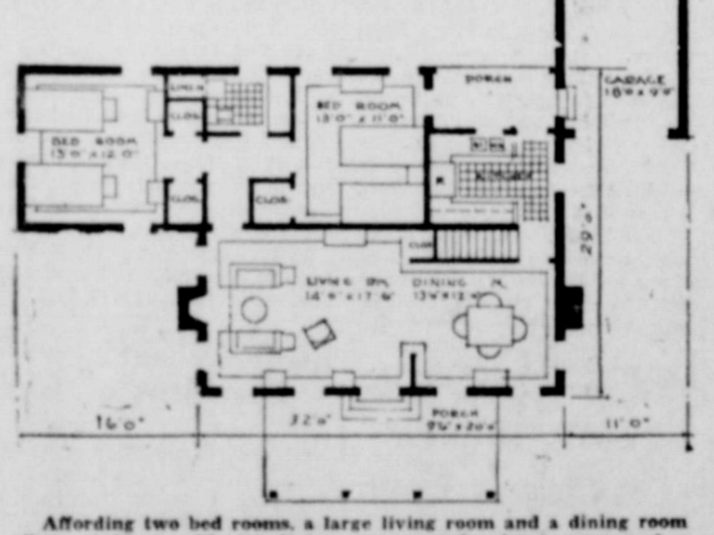 PORCH
GARAGE
LINEN
BED ROOM
13'0" x 11'0"
CLOS.
BED ROOM
13'0" x 12'0"
KITCHEN
CLOS.
CLOS.
CLOS.
29'0"
LIVING RM.
DINING R.
PORCH
16'0"
32'0"
11'0"
Affording two bed rooms, a large living room and a dining room